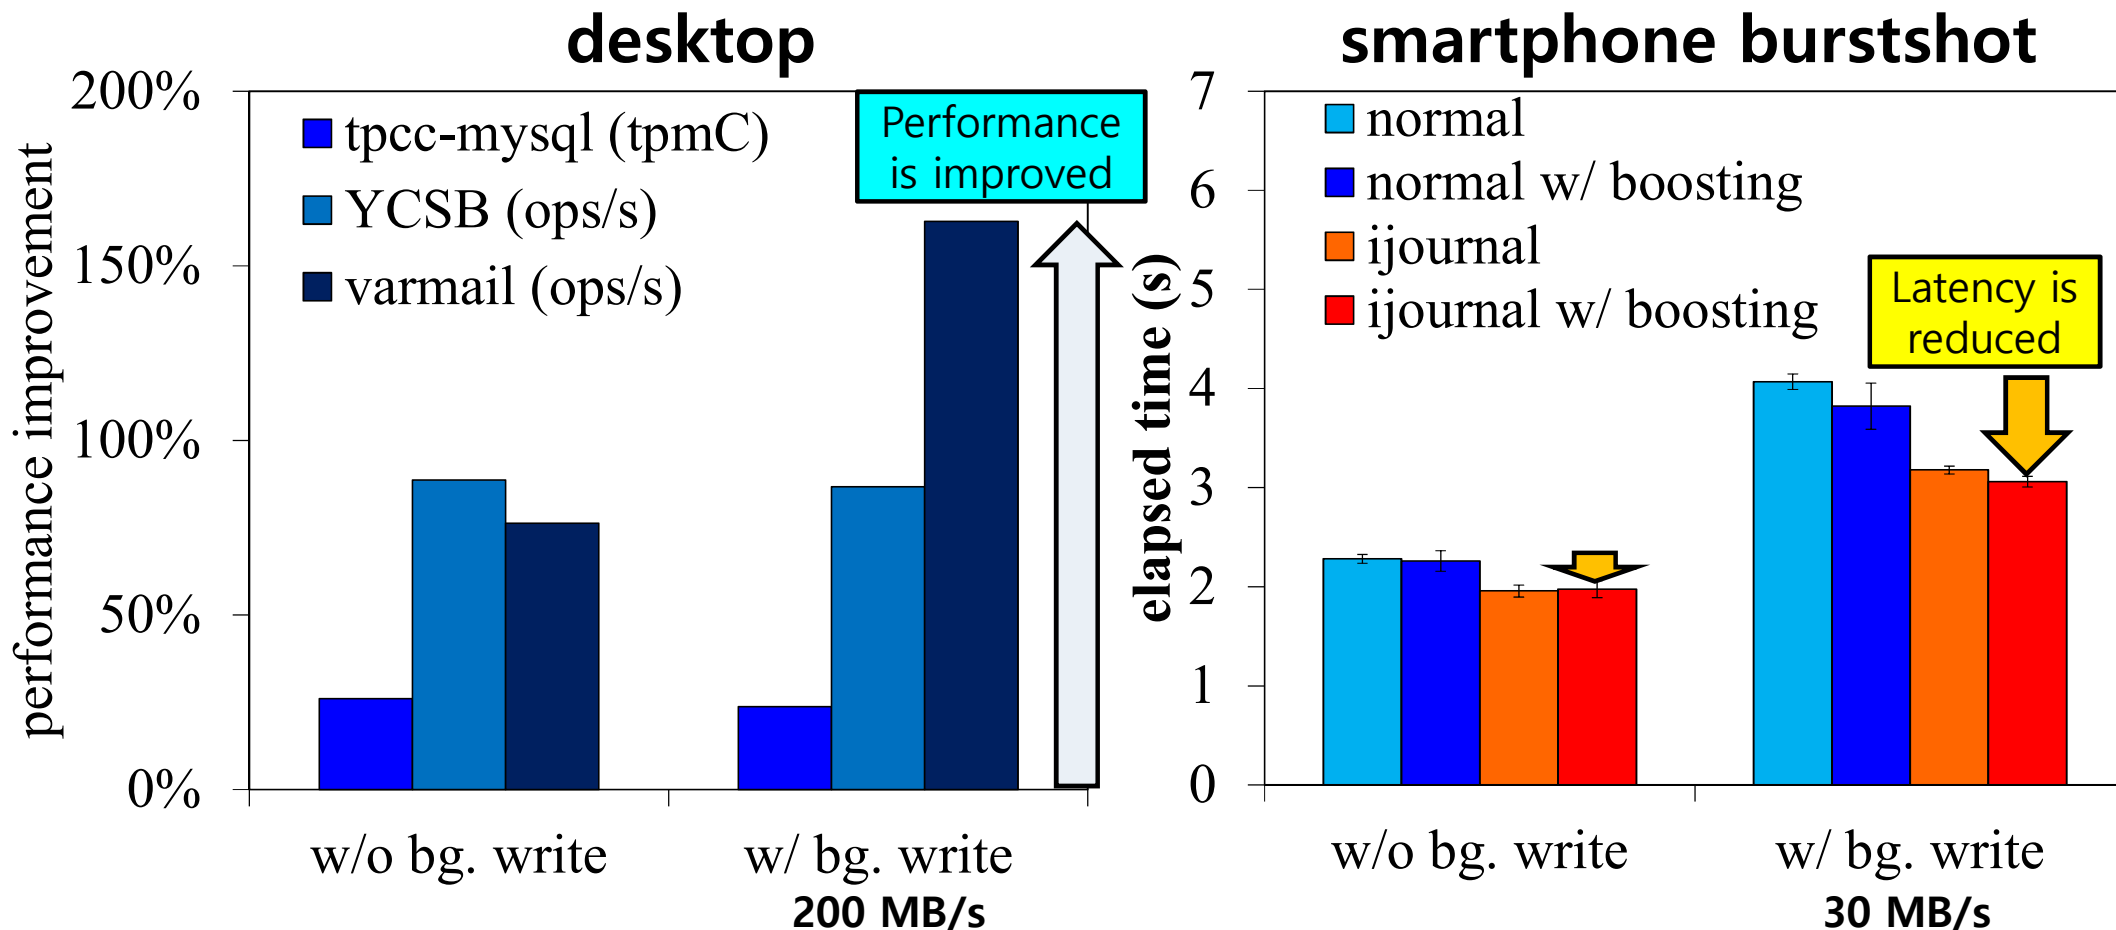 desktop
performance improvement
200%
150%
100%
50%
0%
tpcc-mysql (tpmC)
YCSB (ops/s)
varmail (ops/s)
Performance
is improved
w/o bg. write
w/ bg. write
200 MB/s
smartphone burstshot
elapsed time (s)
7
6
5
4
3
2
1
0
normal
normal w/ boosting
ijournal
ijournal w/ boosting
Latency is
reduced
w/o bg. write
w/ bg. write
30 MB/s